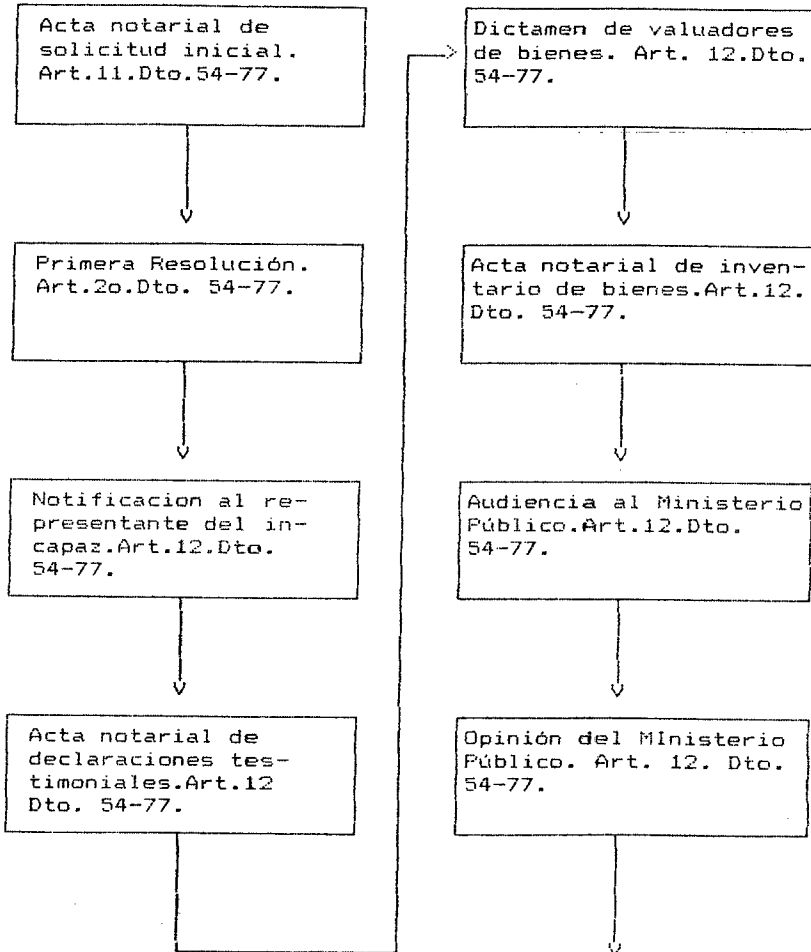 Acta notarial de
solicitud inicial.
Art.11.Dto.54-77.
Primera Resolución.
Art.2o.Dto. 54-77.
Notificacion al re-
presentante del in-
capaz.Art.12.Dto.
54-77.
Acta notarial de
declaraciones tes-
timoniales.Art.12
Dto. 54-77.
Dictamen de valuadores
de bienes. Art. 12.Dto.
54-77.
Acta notarial de inven-
tario de bienes.Art.12.
Dto. 54-77.
Audiencia al Ministerio
Público.Art.12.Dto.
54-77.
Opinión del MInisterio
Público. Art. 12. Dto.
54-77.